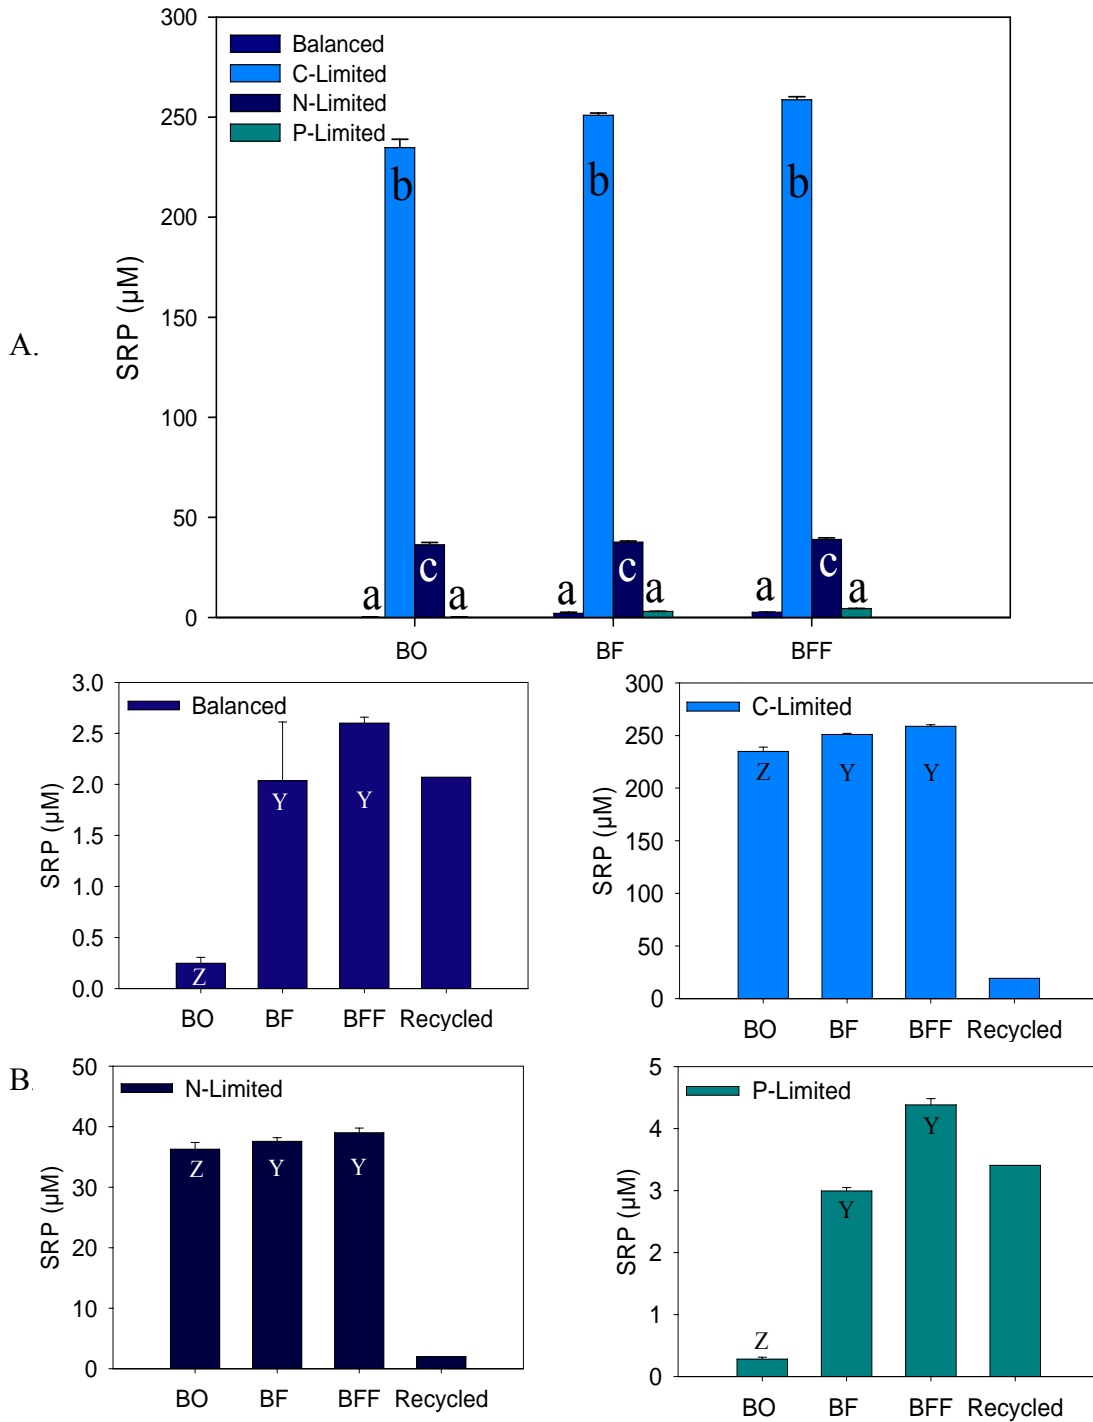 300
250
200
150
100
50
0
SRP (µM)
A.
Balanced
C-Limited
N-Limited
P-Limited
b
b
b
a
c
a
a
c
a
a
c
a
BO
BF
BFF
3.0
2.5
2.0
1.5
1.0
0.5
0.0
SRP (µM)
Balanced
Z
Y
Y
BO
BF
BFF
Recycled
300
250
200
150
100
50
0
SRP (µM)
C-Limited
Z
Y
Y
BO
BF
BFF
Recycled
B.
50
40
30
20
10
0
SRP (µM)
N-Limited
Z
Y
Y
BO
BF
BFF
Recycled
5
4
3
2
1
0
SRP (µM)
P-Limited
Z
Y
Y
BO
BF
BFF
Recycled